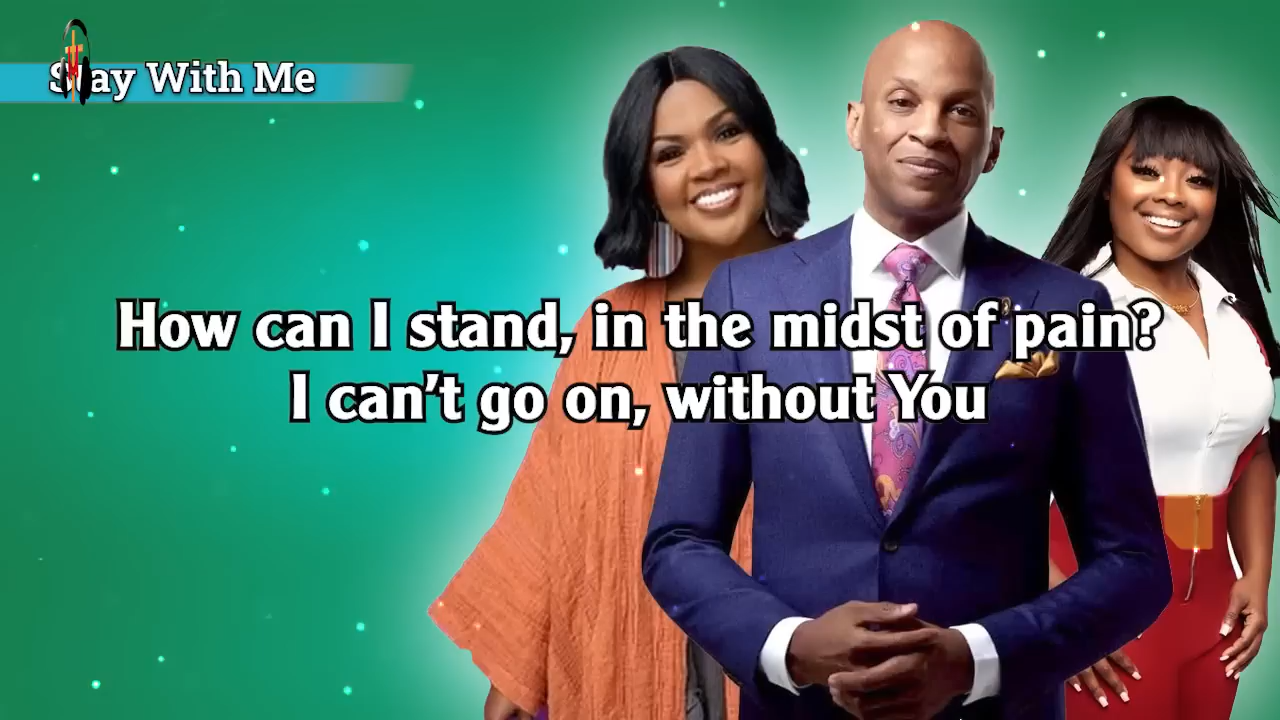 Stay With Me
How can I stand, in the midst of pain?
I can't go on, without You